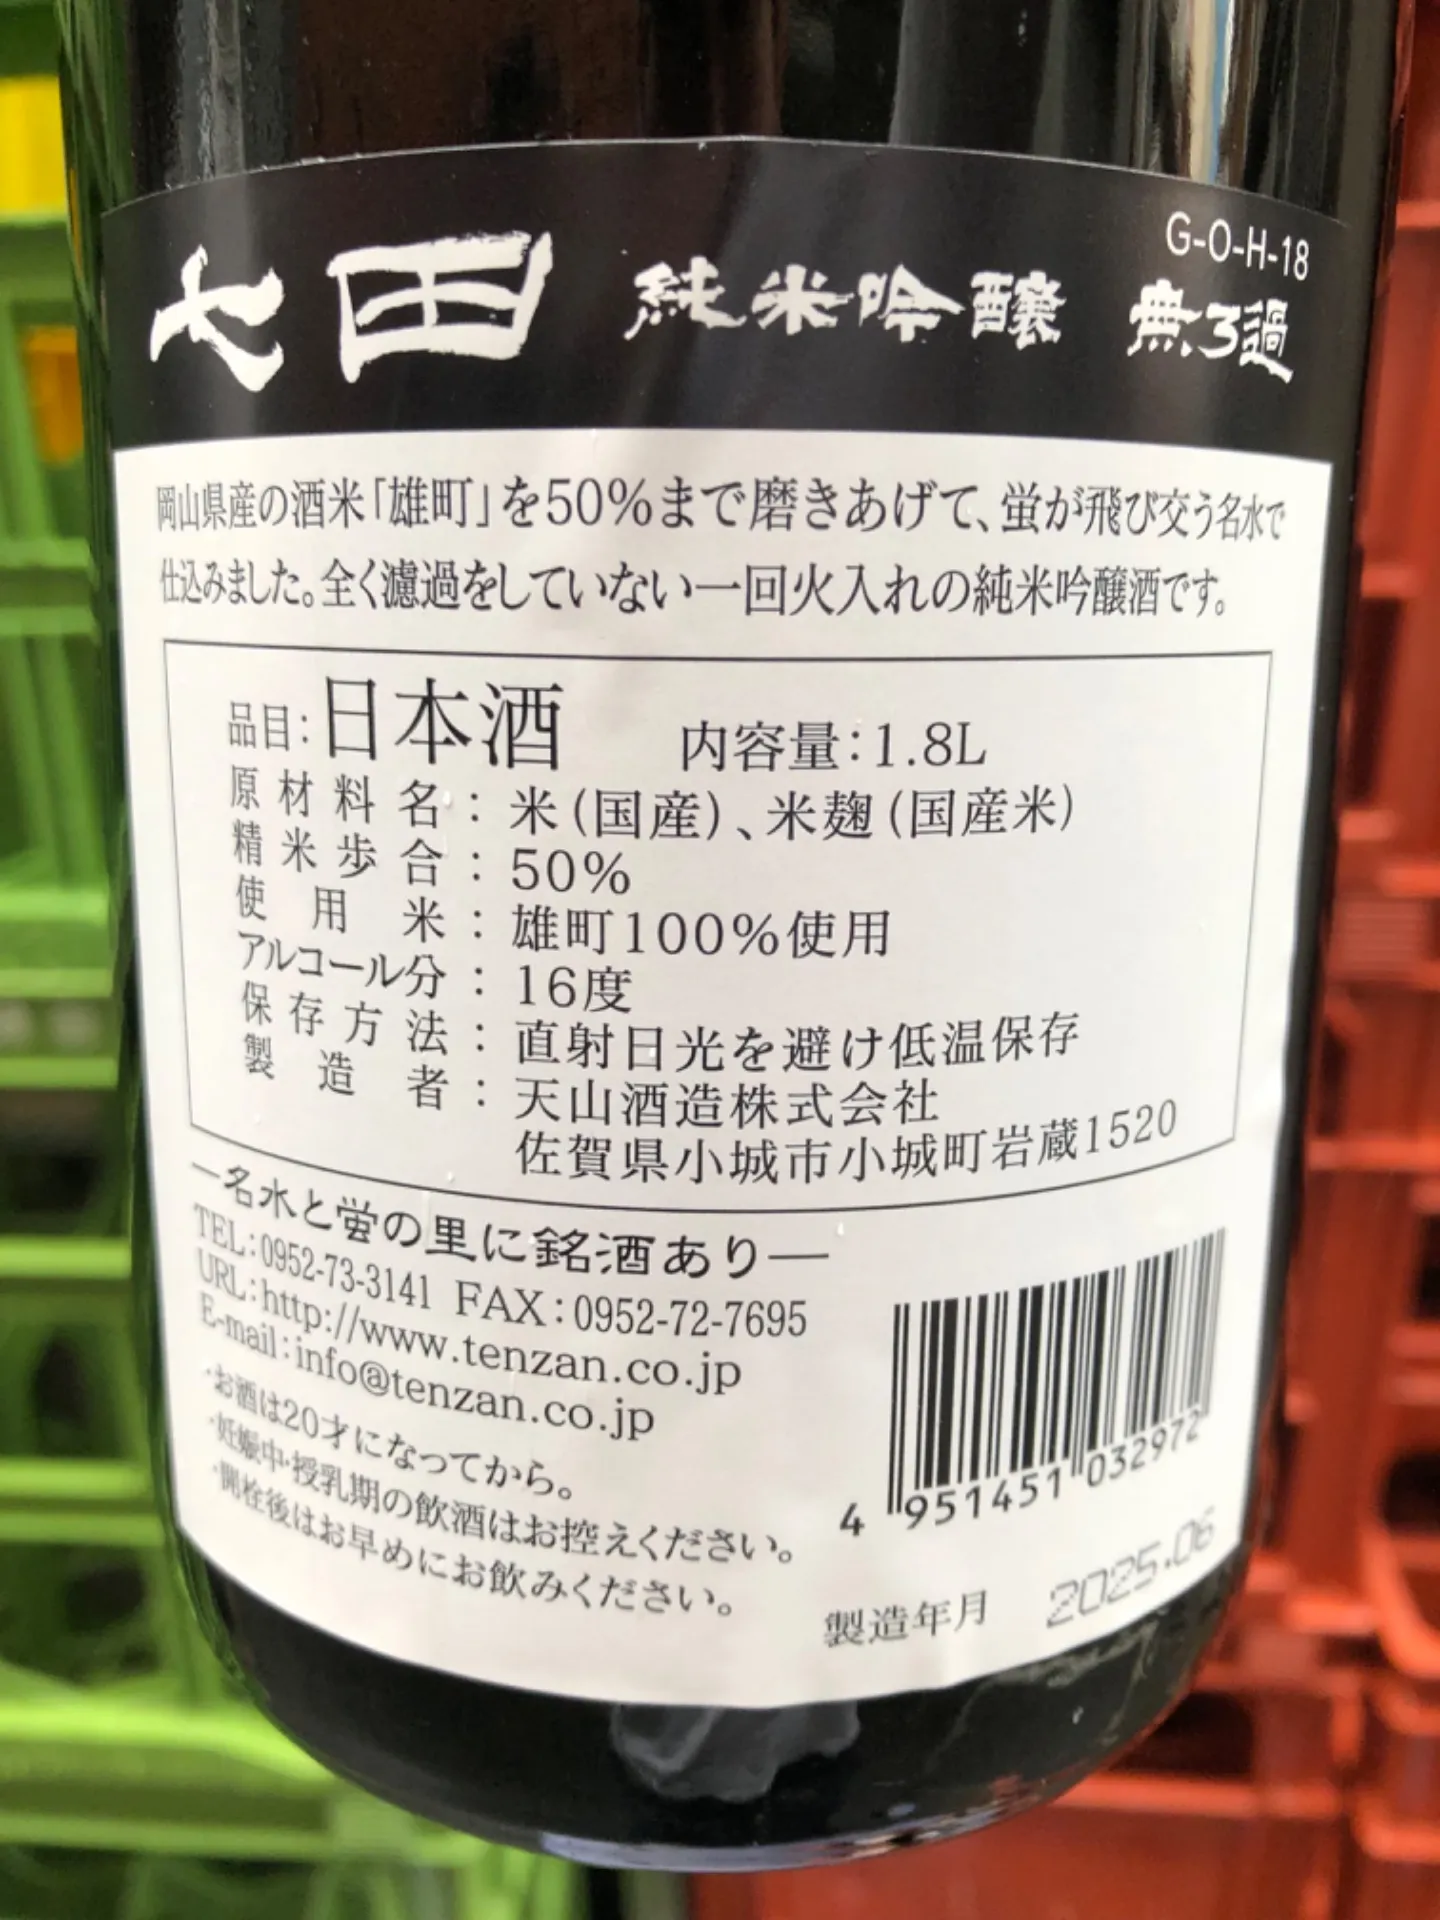 G-O-H-18
七田 純米吟醸 無ろ過
岡山県産の酒米「雄町」を50%まで磨きあげて、蛍が飛び交う名水で
仕込みました。全く濾過をしていない一回火入れの純米吟醸酒です。
品目:日本酒 内容量:1.8L
原材料名:米(国産)、米麹(国産米)
精米歩合:50%
使用米:雄町100%使用
アルコール分:16度
保存方法:直射日光を避け低温保存
製造者:天山酒造株式会社
佐賀県小城市小城町岩蔵1520
―名水と蛍の里に銘酒あり―
TEL:0952-73-3141 FAX:0952-72-7695
URL:http://www.tenzan.co.jp
E-mail:info@tenzan.co.jp
・お酒は20才になってから。
・妊娠中・授乳期の飲酒はお控えください。
・開栓後はお早めにお飲みください。
4 951451 032972
製造年月 2025.06